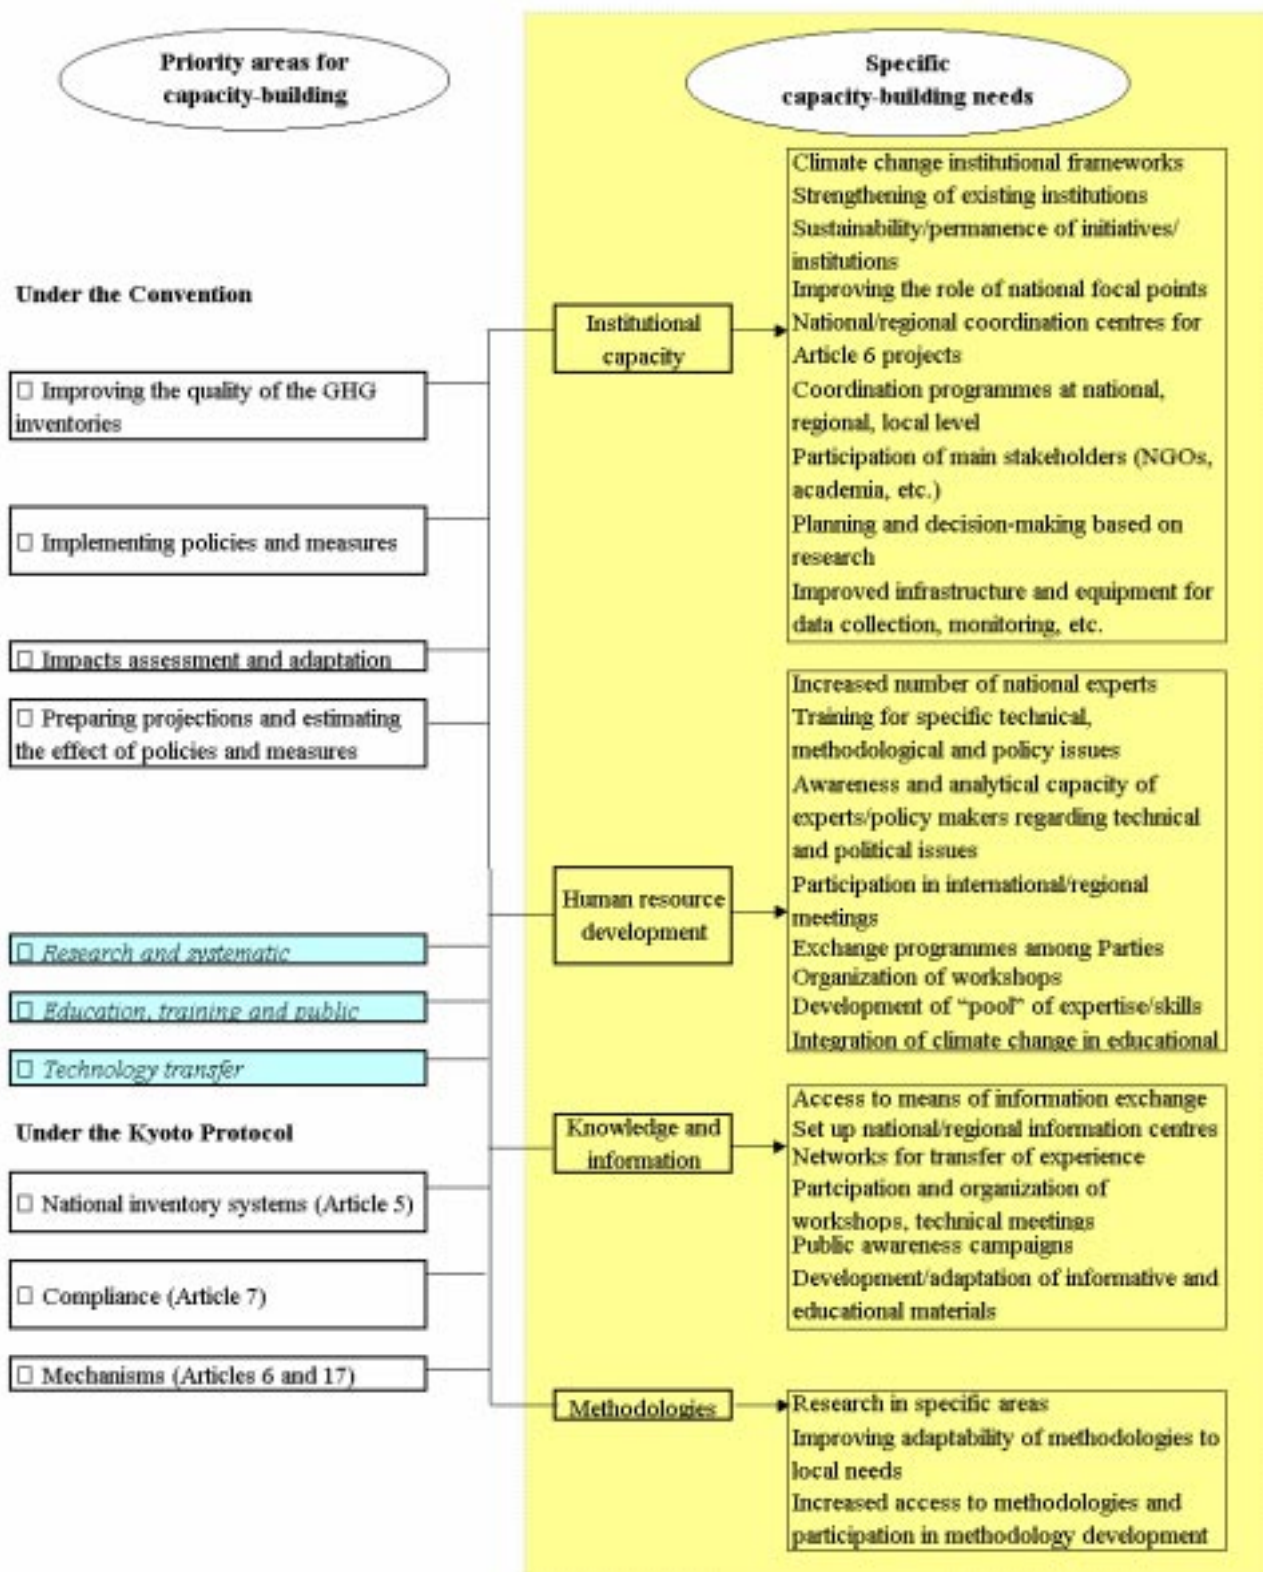 Priority areas for
capacity-building
Under the Convention
□ Improving the quality of the GHG
inventories
□ Implementing policies and measures
□ Impacts assessment and adaptation
□ Preparing projections and estimating
the effect of policies and measures
□ Research and systematic
□ Education, training and public
□ Technology transfer
Under the Kyoto Protocol
□ National inventory systems (Article 5)
□ Compliance (Article 7)
□ Mechanisms (Articles 6 and 17)
Specific
capacity-building needs
Institutional
capacity
Climate change institutional frameworks
Strengthening of existing institutions
Sustainability/permanence of initiatives/
institutions
Improving the role of national focal points
National/regional coordination centres for
Article 6 projects
Coordination programmes at national,
regional, local level
Participation of main stakeholders (NGOs,
academia, etc.)
Planning and decision-making based on
research
Improved infrastructure and equipment for
data collection, monitoring, etc.
Human resource
development
Increased number of national experts
Training for specific technical,
methodological and policy issues
Awareness and analytical capacity of
experts/policy makers regarding technical
and political issues
Participation in international/regional
meetings
Exchange programmes among Parties
Organization of workshops
Development of “pool” of expertise/skills
Integration of climate change in educational
Knowledge and
information
Access to means of information exchange
Set up national/regional information centres
Networks for transfer of experience
Partcipation and organization of
workshops, technical meetings
Public awareness campaigns
Development/adaptation of informative and
educational materials
Methodologies
Research in specific areas
Improving adaptability of methodologies to
local needs
Increased access to methodologies and
participation in methodology development